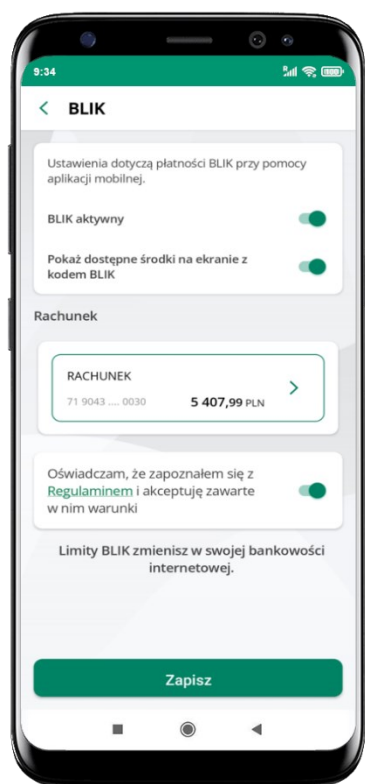 9:34
BLIK
Ustawienia dotyczą płatności BLIK przy pomocy
aplikacji mobilnej.
BLIK aktywny
Pokaż dostępne środki na ekranie z
kodem BLIK
Rachunek
RACHUNEK
71 9043 .... 0030 5 407,99 PLN
Oświadczam, że zapoznałem się z
Regulaminem i akceptuję zawarte
w nim warunki
Limity BLIK zmienisz w swojej bankowości
internetowej.
Zapisz